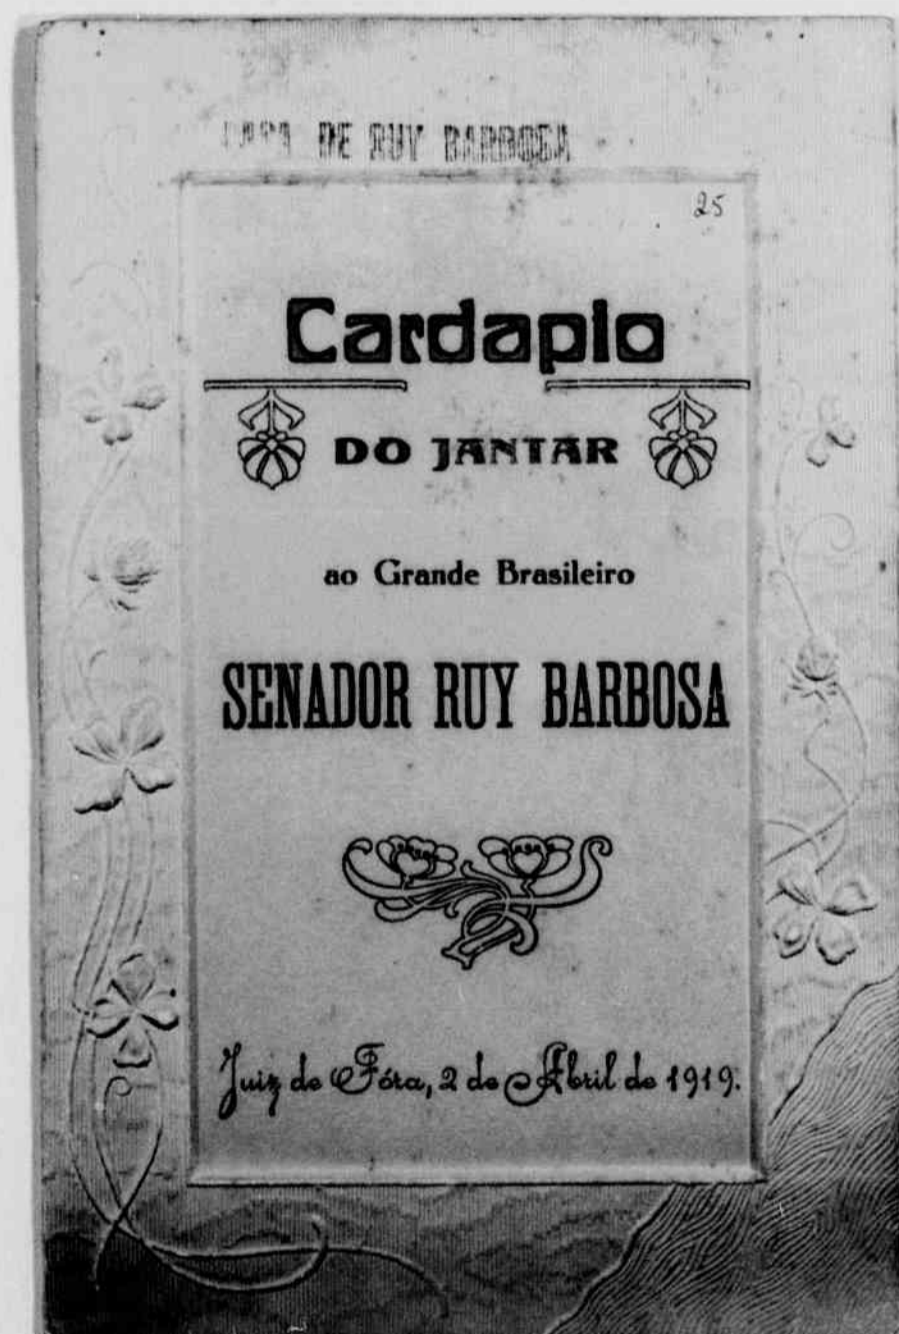 CASA DE RUY BARBOSA
25
Cardapio
DO JANTAR
ao Grande Brasileiro
SENADOR RUY BARBOSA
Juiz de Fóra, 2 de Abril de 1919.